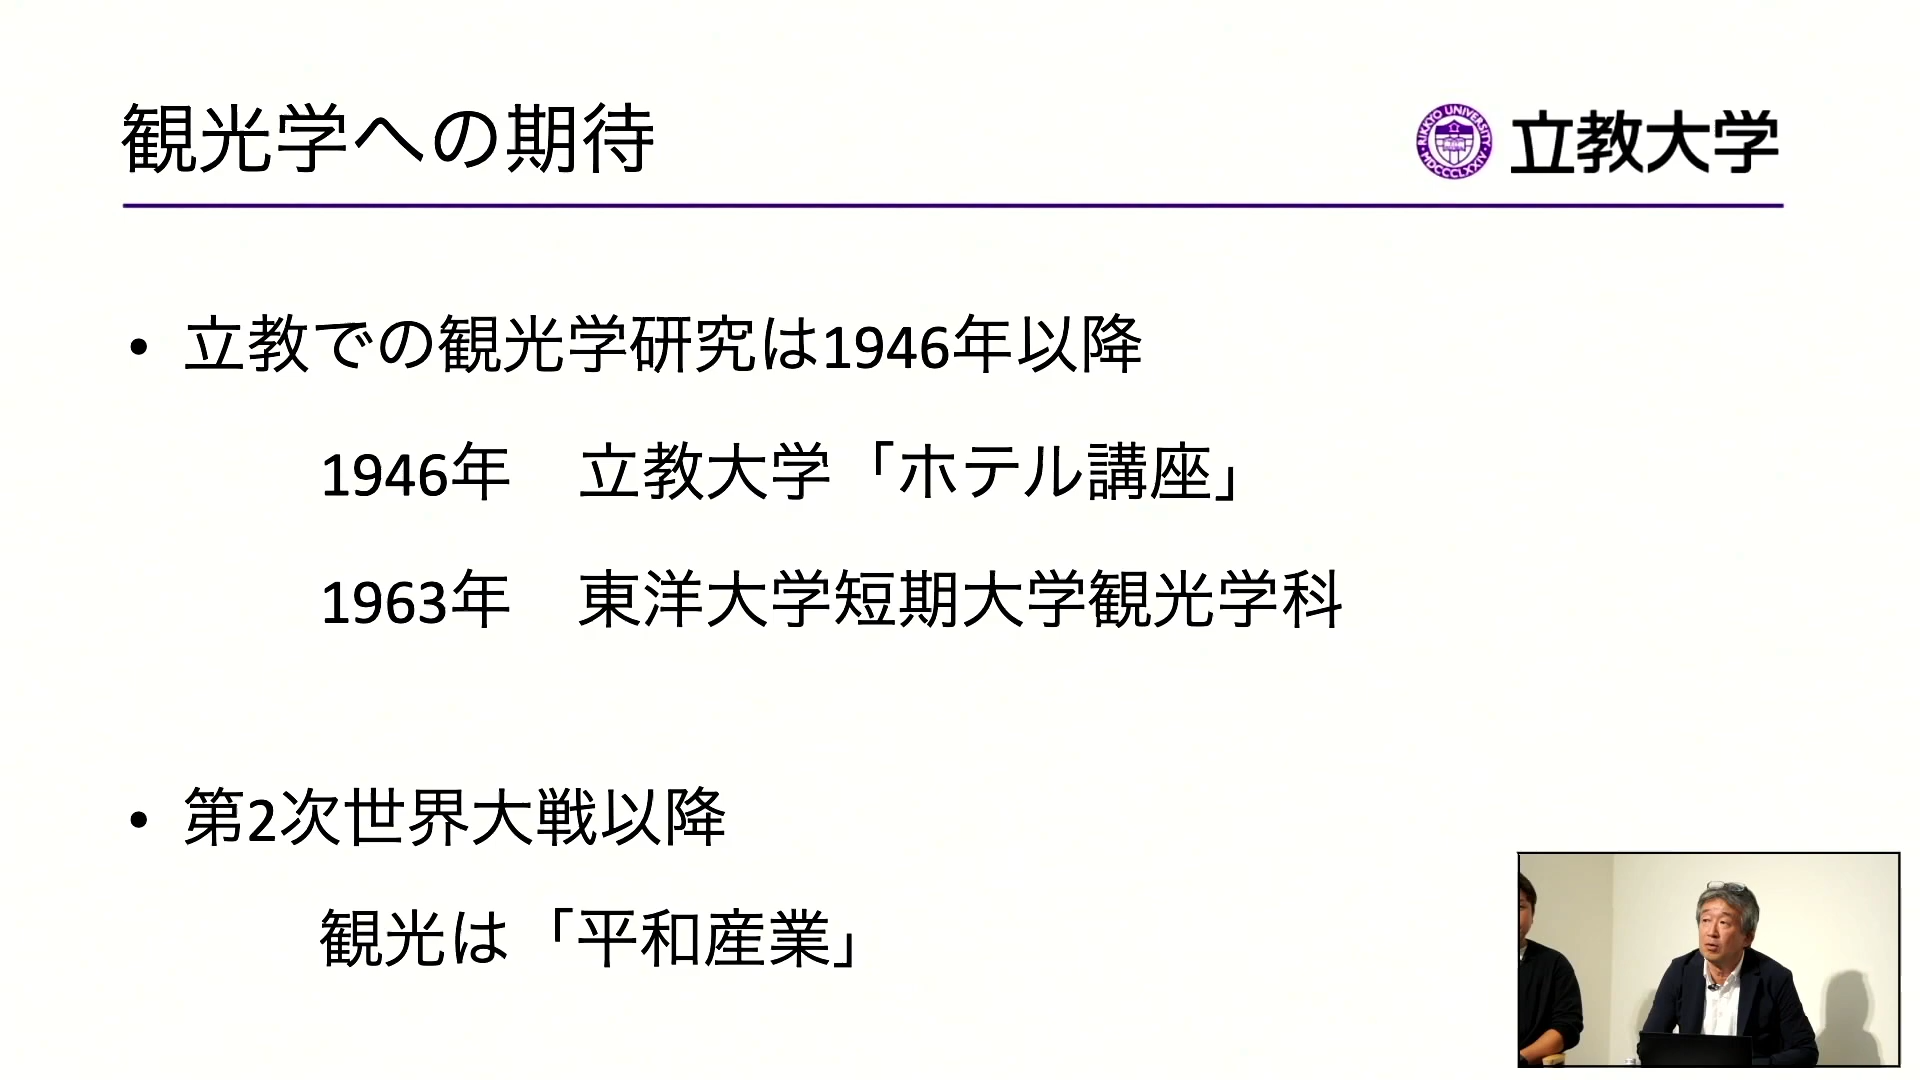 観光学への期待
RIKKYO UNIVERSITY
MDCCCLXXIV
立教大学
• 立教での観光学研究は1946年以降
1946年　立教大学「ホテル講座」
1963年　東洋大学短期大学観光学科
• 第2次世界大戦以降
観光は「平和産業」